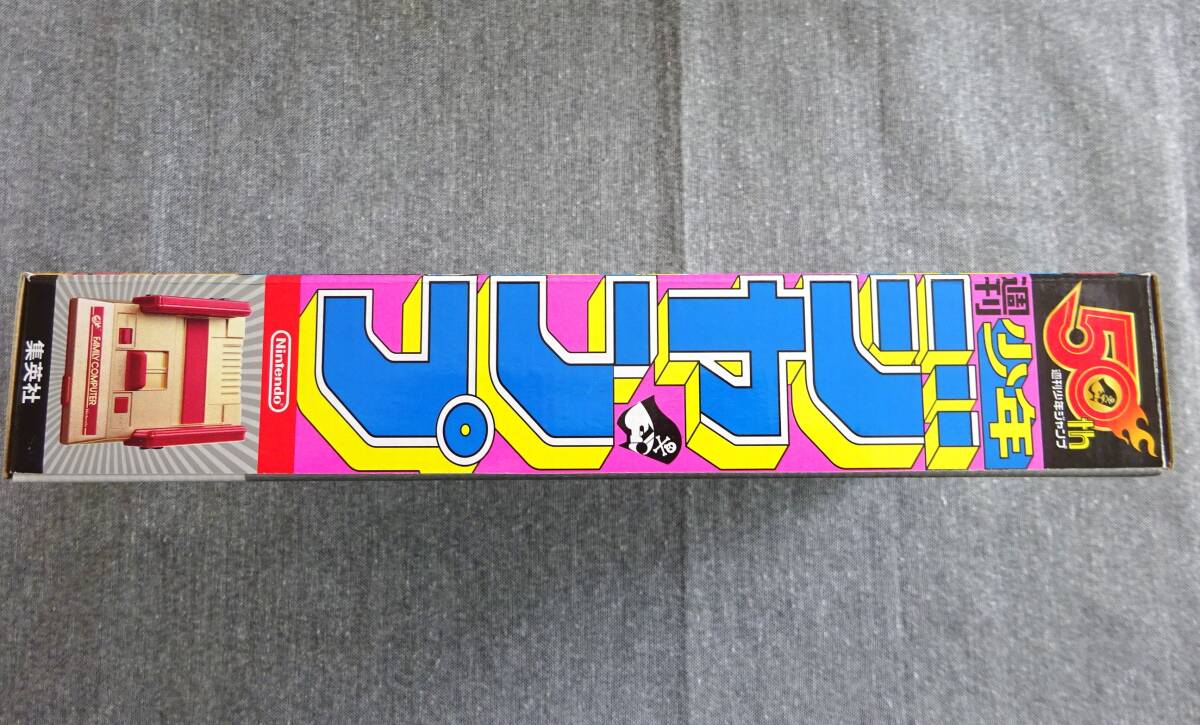 50th
週刊少年ジャンプ
週刊
少年
ジャンプ
Nintendo
FAMILY COMPUTER
集英社